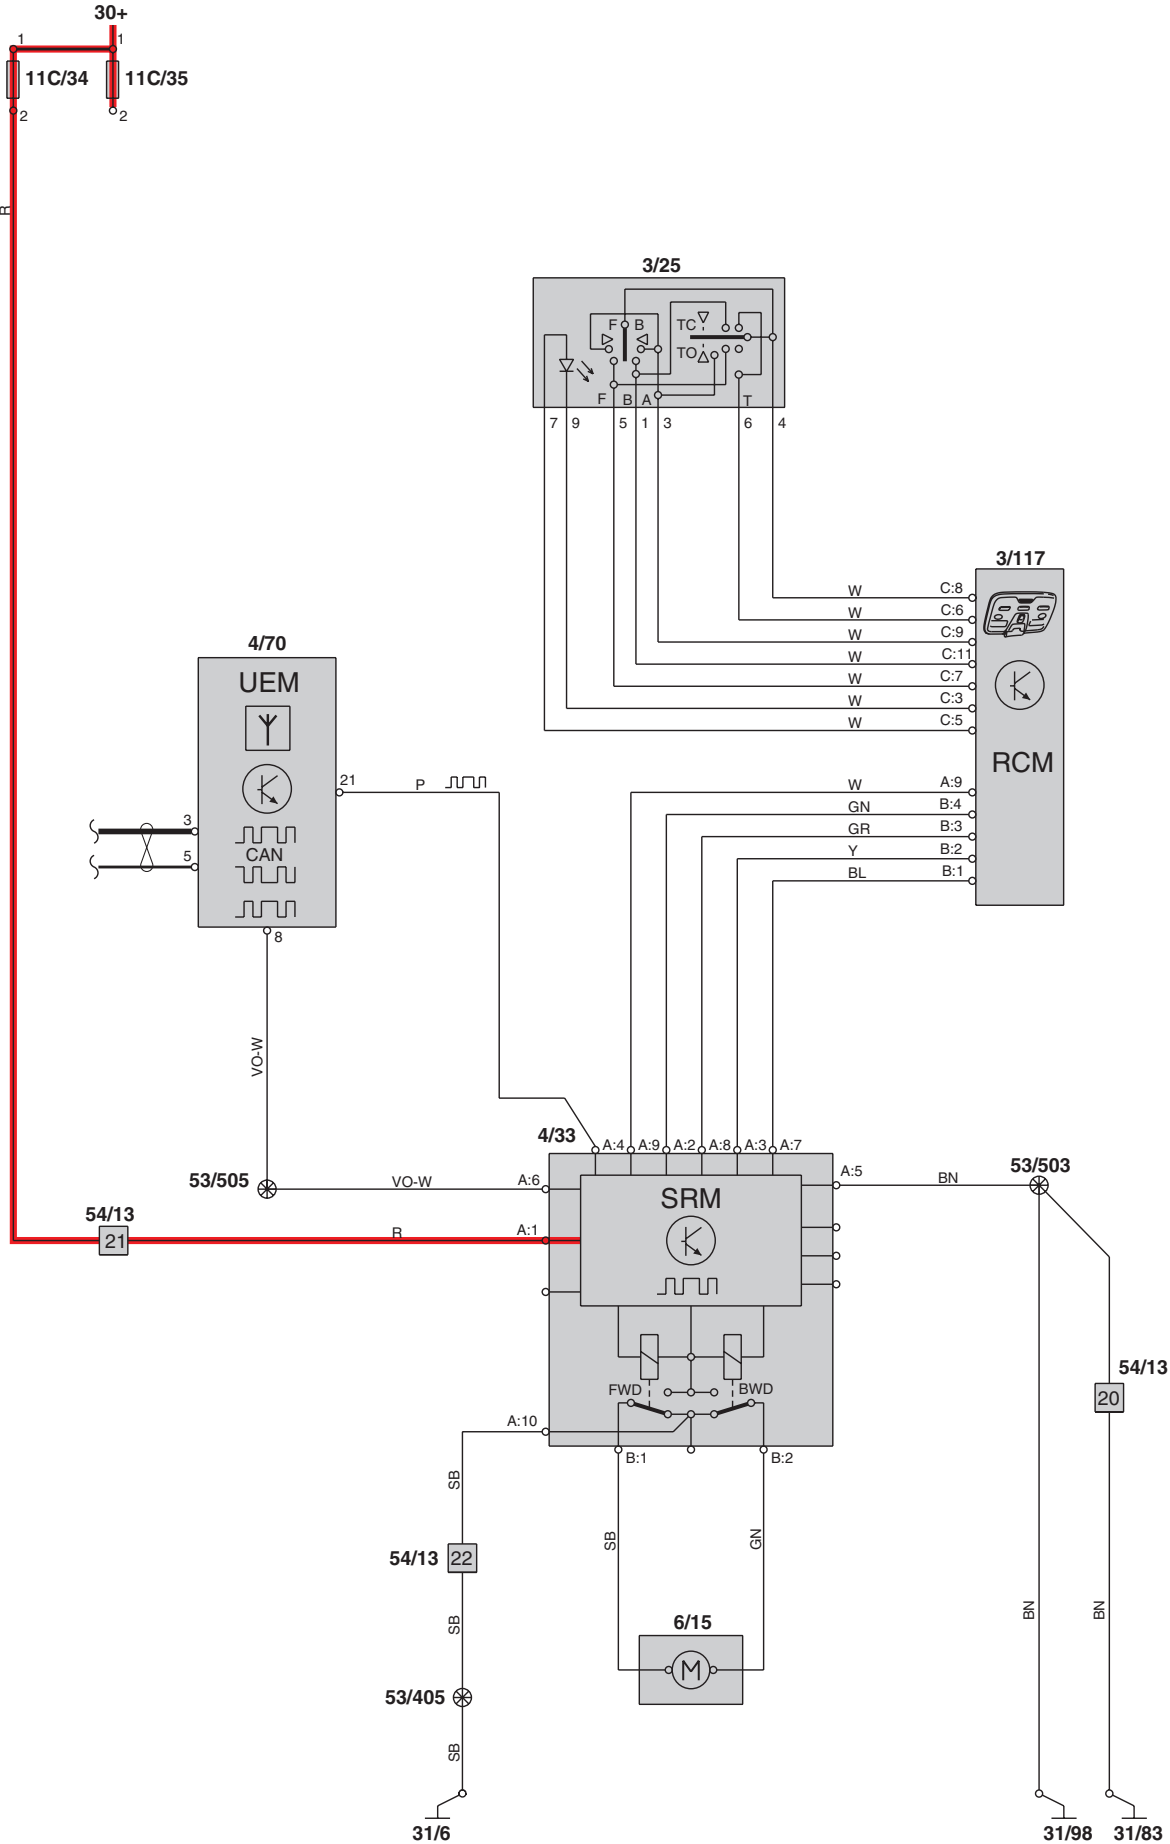 30+
1
1
11C/34
11C/35
2
2
R
3/25
F
B
TC
TO
F
B
A
T
7
9
5
1
3
6
4
3/117
W
C:8
W
C:6
W
C:9
W
C:11
W
C:7
W
C:3
W
C:5
RCM
4/70
UEM
21
P
3
CAN
5
8
W
A:9
GN
B:4
GR
B:3
Y
B:2
BL
B:1
VO-W
4/33
A:4
A:9
A:2
A:8
A:3
A:7
53/505
VO-W
A:6
SRM
A:5
BN
53/503
54/13
21
R
A:1
54/13
20
FWD
BWD
A:10
B:1
B:2
SB
54/13
22
SB
GN
SB
6/15
M
BN
BN
53/405
SB
31/6
31/98
31/83